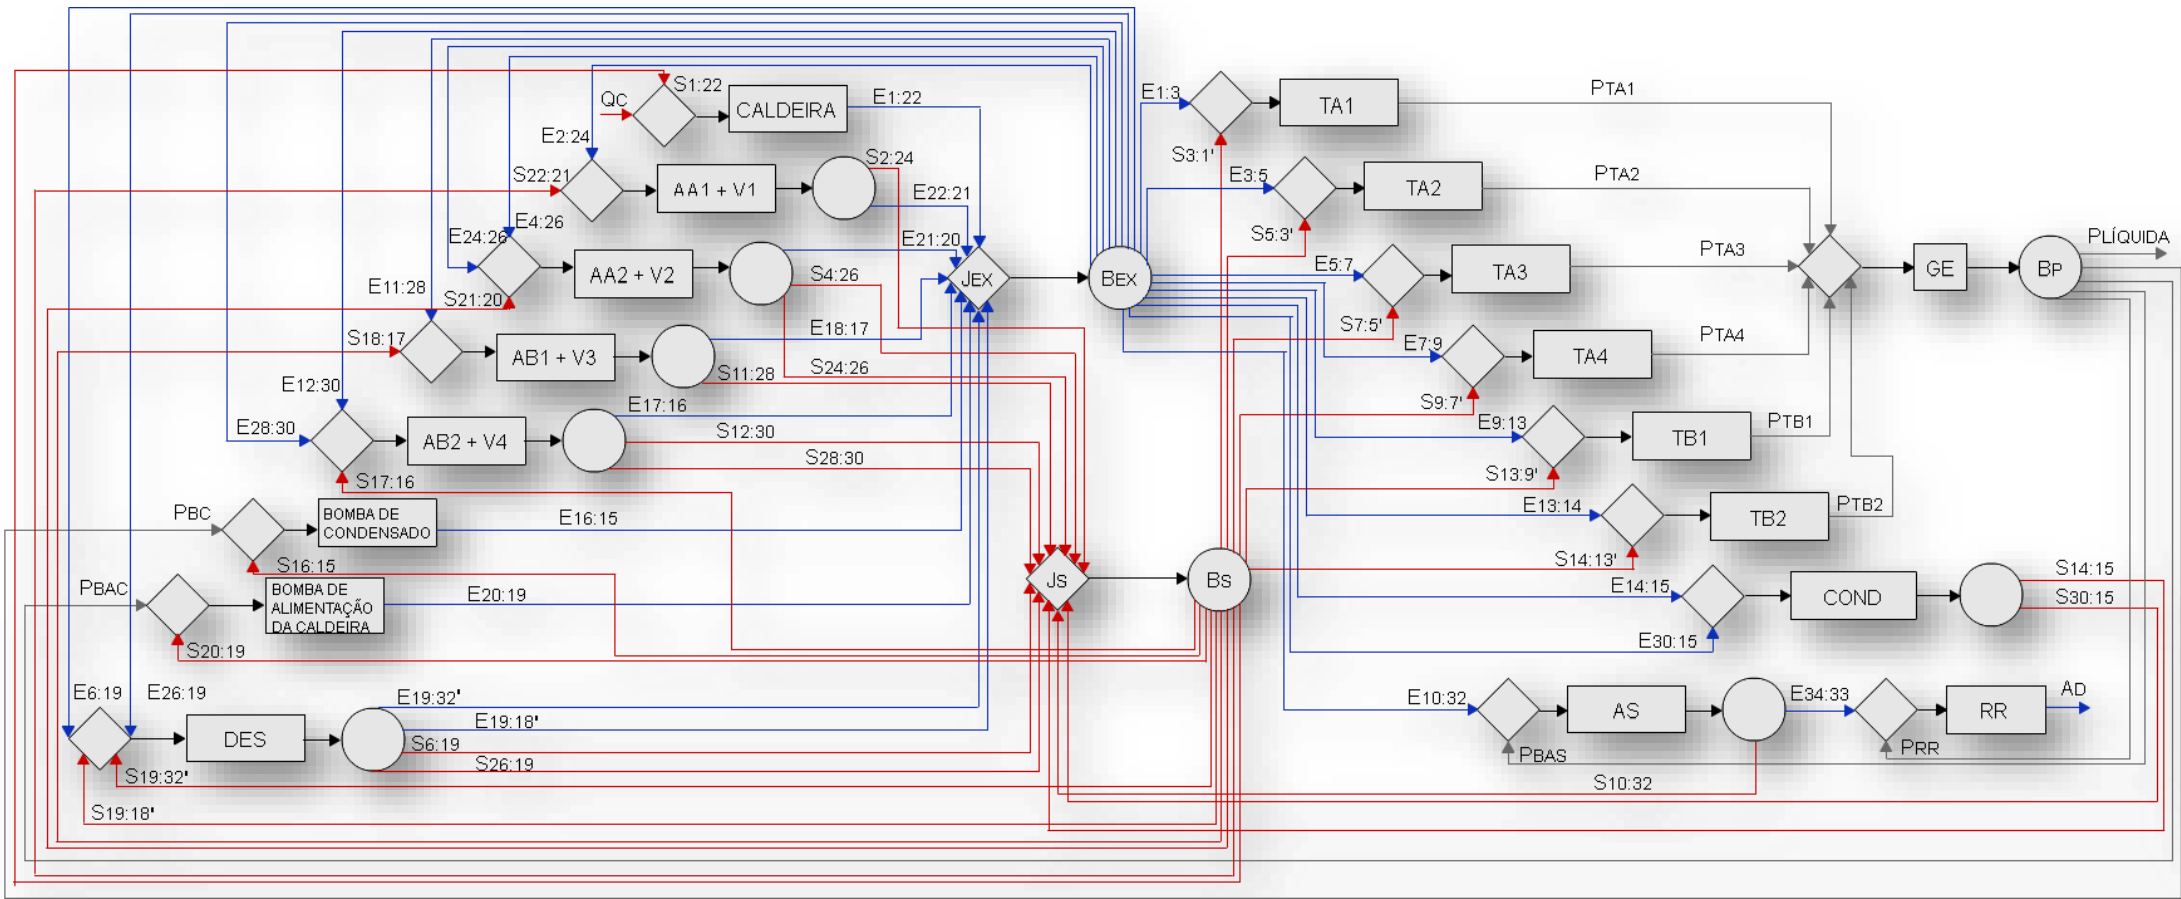 S1:22
QC
CALDEIRA
E1:22
E2:24
S22:21
AA1 + V1
S2:24
E22:21
E4:26
E24:26
S21:20
AA2 + V2
E21:20
S4:26
E11:28
S18:17
AB1 + V3
E18:17
S24:26
S11:28
E12:30
E28:30
AB2 + V4
E17:16
S12:30
S28:30
S17:16
PBC
BOMBA DE
CONDENSADO
E16:15
S16:15
PBAC
BOMBA DE
ALIMENTAÇÃO
DA CALDEIRA
E20:19
S20:19
E6:19
E26:19
DES
E19:32'
E19:18'
S6:19
S26:19
S19:32'
S19:18'
JEX
BEX
JS
BS
E1:3
TA1
PTA1
S3:1'
E3:5
TA2
PTA2
S5:3'
E5:7
TA3
PTA3
S7:5'
E7:9
TA4
PTA4
S9:7'
E9:13
TB1
PTB1
S13:9'
E13:14
TB2
PTB2
S14:13'
GE
BP
PLÍQUIDA
E14:15
COND
S14:15
S30:15
E30:15
E10:32
AS
E34:33
RR
AD
PBAS
PRR
S10:32